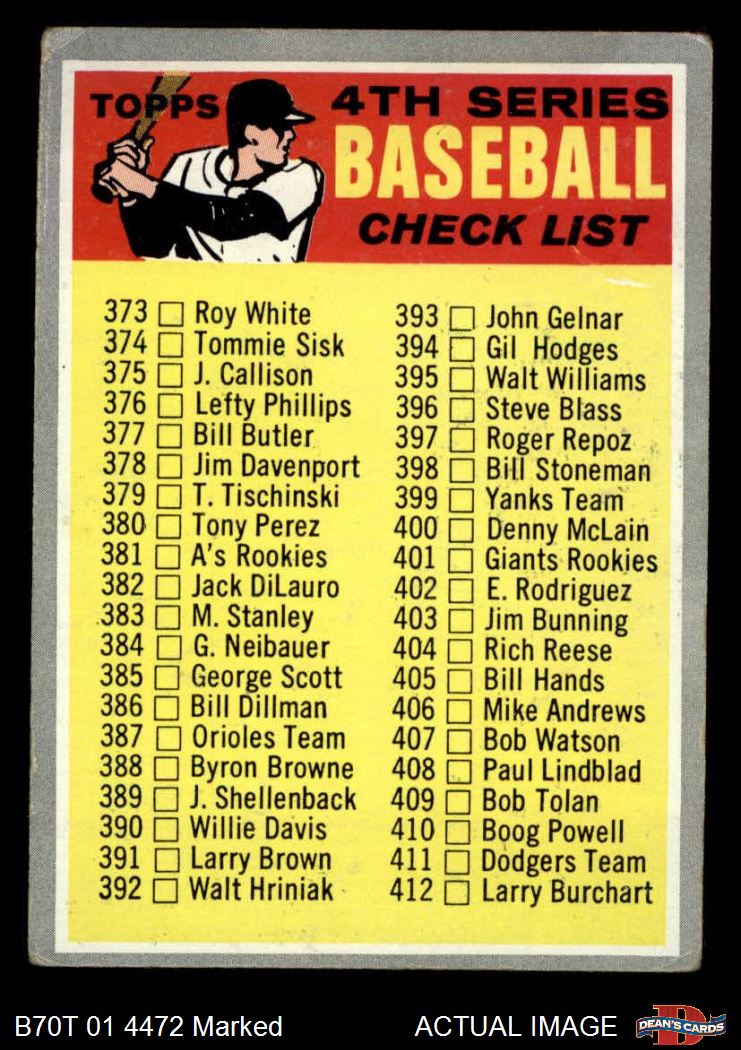 TOPPS
4TH SERIES
BASEBALL
CHECK LIST
373 Roy White
374 Tommie Sisk
375 J. Callison
376 Lefty Phillips
377 Bill Butler
378 Jim Davenport
379 T. Tischinski
380 Tony Perez
381 A's Rookies
382 Jack DiLauro
383 M. Stanley
384 G. Neibauer
385 George Scott
386 Bill Dillman
387 Orioles Team
388 Byron Browne
389 J. Shellenback
390 Willie Davis
391 Larry Brown
392 Walt Hriniak
393 John Gelnar
394 Gil Hodges
395 Walt Williams
396 Steve Blass
397 Roger Repoz
398 Bill Stoneman
399 Yanks Team
400 Denny McLain
401 Giants Rookies
402 E. Rodriguez
403 Jim Bunning
404 Rich Reese
405 Bill Hands
406 Mike Andrews
407 Bob Watson
408 Paul Lindblad
409 Bob Tolan
410 Boog Powell
411 Dodgers Team
412 Larry Burchart
B70T 01 4472 Marked
ACTUAL IMAGE
D
DEAN'S CARDS